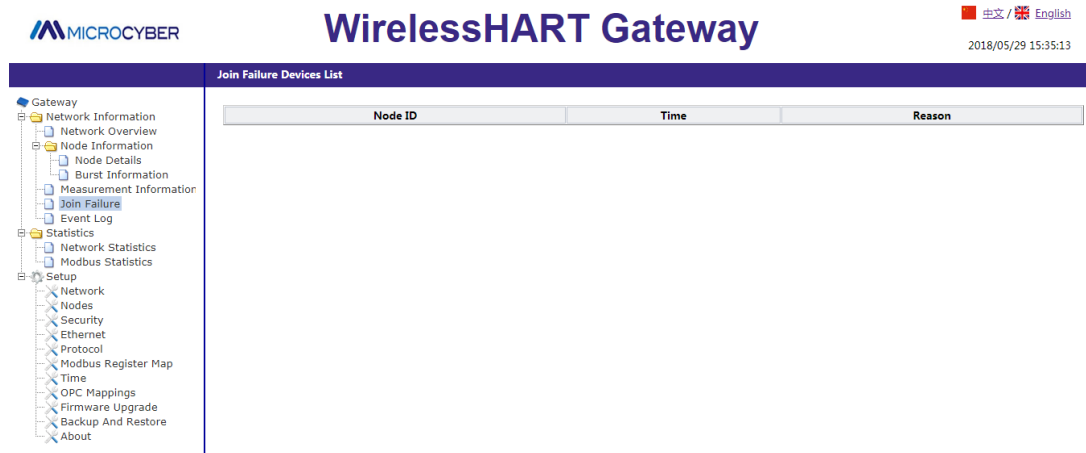 MICROCYBER
WirelessHART Gateway
中文 / English
2018/05/29 15:35:13
Join Failure Devices List
Gateway
Network Information
Network Overview
Node Information
Node Details
Burst Information
Measurement Information
Join Failure
Event Log
Statistics
Network Statistics
Modbus Statistics
Setup
Network
Nodes
Security
Ethernet
Protocol
Modbus Register Map
Time
OPC Mappings
Firmware Upgrade
Backup And Restore
About
Node ID Time Reason